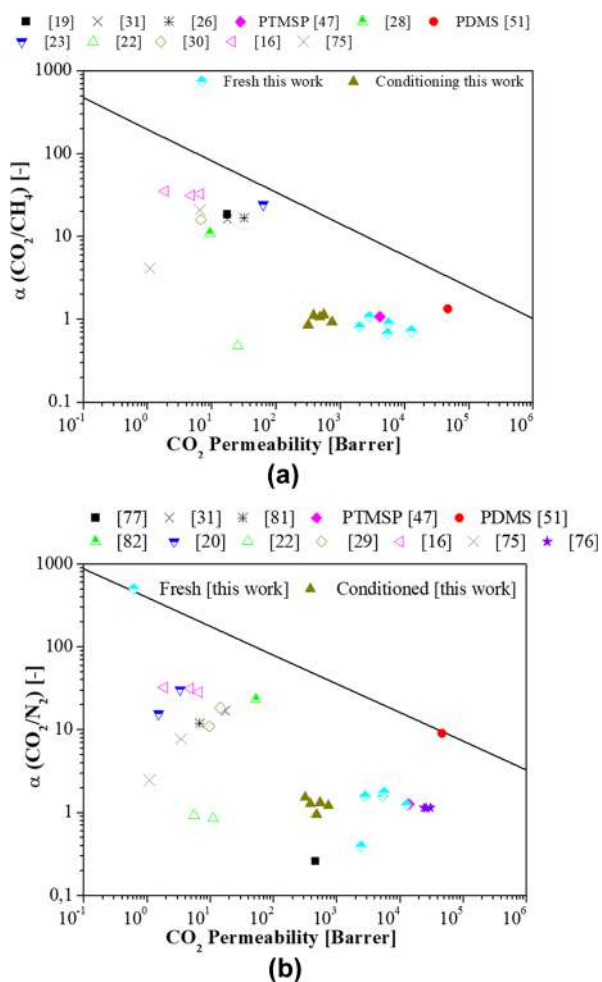 [19] [31] [26] PTMSP [47] [28] PDMS [51]
[23] [22] [30] [16] [75]
1000
Fresh this work Conditioning this work
100
10
1
0.1
α (CO₂/CH₄) [-]
10⁻¹ 10⁰ 10¹ 10² 10³ 10⁴ 10⁵ 10⁶
CO₂ Permeability [Barrer]
(a)
[77] [31] [81] PTMSP [47] PDMS [51]
[82] [20] [22] [29] [16] [75] [76]
1000
Fresh [this work] Conditioned [this work]
100
10
1
0,1
α (CO₂/N₂) [-]
10⁻¹ 10⁰ 10¹ 10² 10³ 10⁴ 10⁵ 10⁶
CO₂ Permeability [Barrer]
(b)